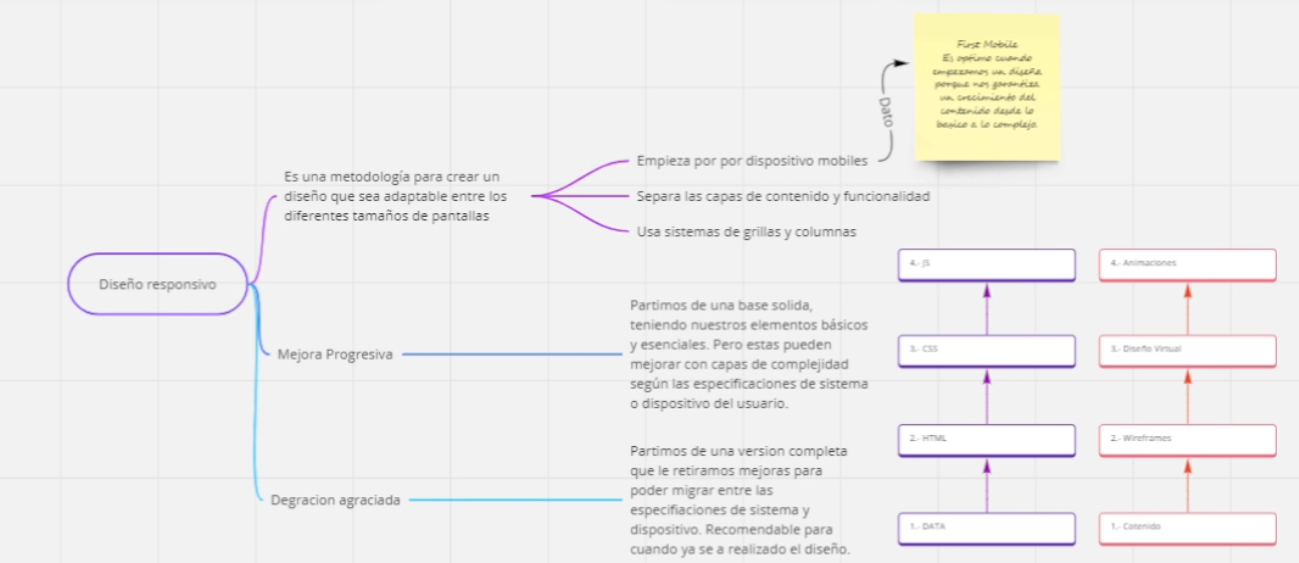 First Mobile
Es optimo cuando
empezamos un diseña
porque nos garantiza
un crecimiento del
contenido desde lo
basico a lo complejo.
Dato
Empieza por por dispositivo mobiles
Es una metodología para crear un
diseño que sea adaptable entre los
diferentes tamaños de pantallas
Separa las capas de contenido y funcionalidad
Usa sistemas de grillas y columnas
Diseño responsivo
Mejora Progresiva
Partimos de una base solida,
teniendo nuestros elementos básicos
y esenciales. Pero estas pueden
mejorar con capas de complejidad
según las especificaciones de sistema
o dispositivo del usuario.
Degracion agraciada
Partimos de una version completa
que le retiramos mejoras para
poder migrar entre las
especifiaciones de sistema y
dispositivo. Recomendable para
cuando ya se a realizado el diseño.
4.- JS
3.- CSS
2.- HTML
1.- DATA
4.- Animaciones
3.- Diseño Virtual
2.- Wireframes
1.- Cotenido